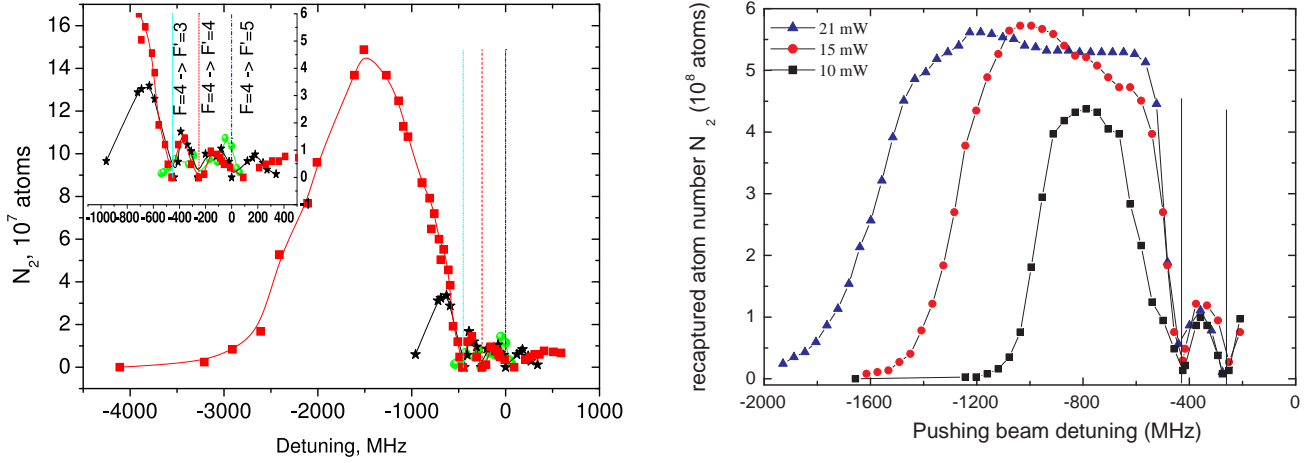 N2, 10^7 atoms
16
14
12
10
8
6
4
2
0
-4000 -3000 -2000 -1000 0 1000
Detuning, MHz
F=4-> F'=3
F=4-> F'=4
F=4-> F'=5
6
5
4
3
2
1
0
-1000 -800 -600 -400 -200 0 200 400
recaptured atom number N2 (10^8 atoms)
6
5
4
3
2
1
0
21 mW
15 mW
10 mW
-2000 -1600 -1200 -800 -400 0
Pushing beam detuning (MHz)